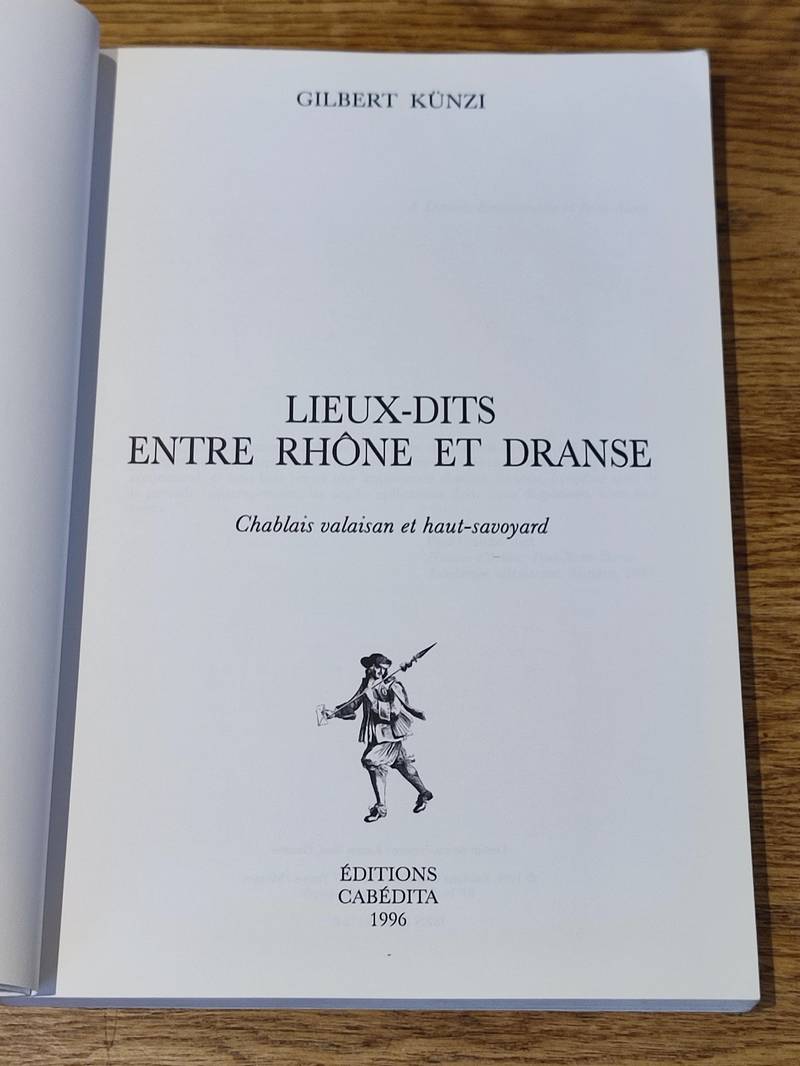 GILBERT KÜNZI
LIEUX-DITS
ENTRE RHÔNE ET DRANSE
Chablais valaisan et haut-savoyard
ÉDITIONS
CABÉDITA
1996